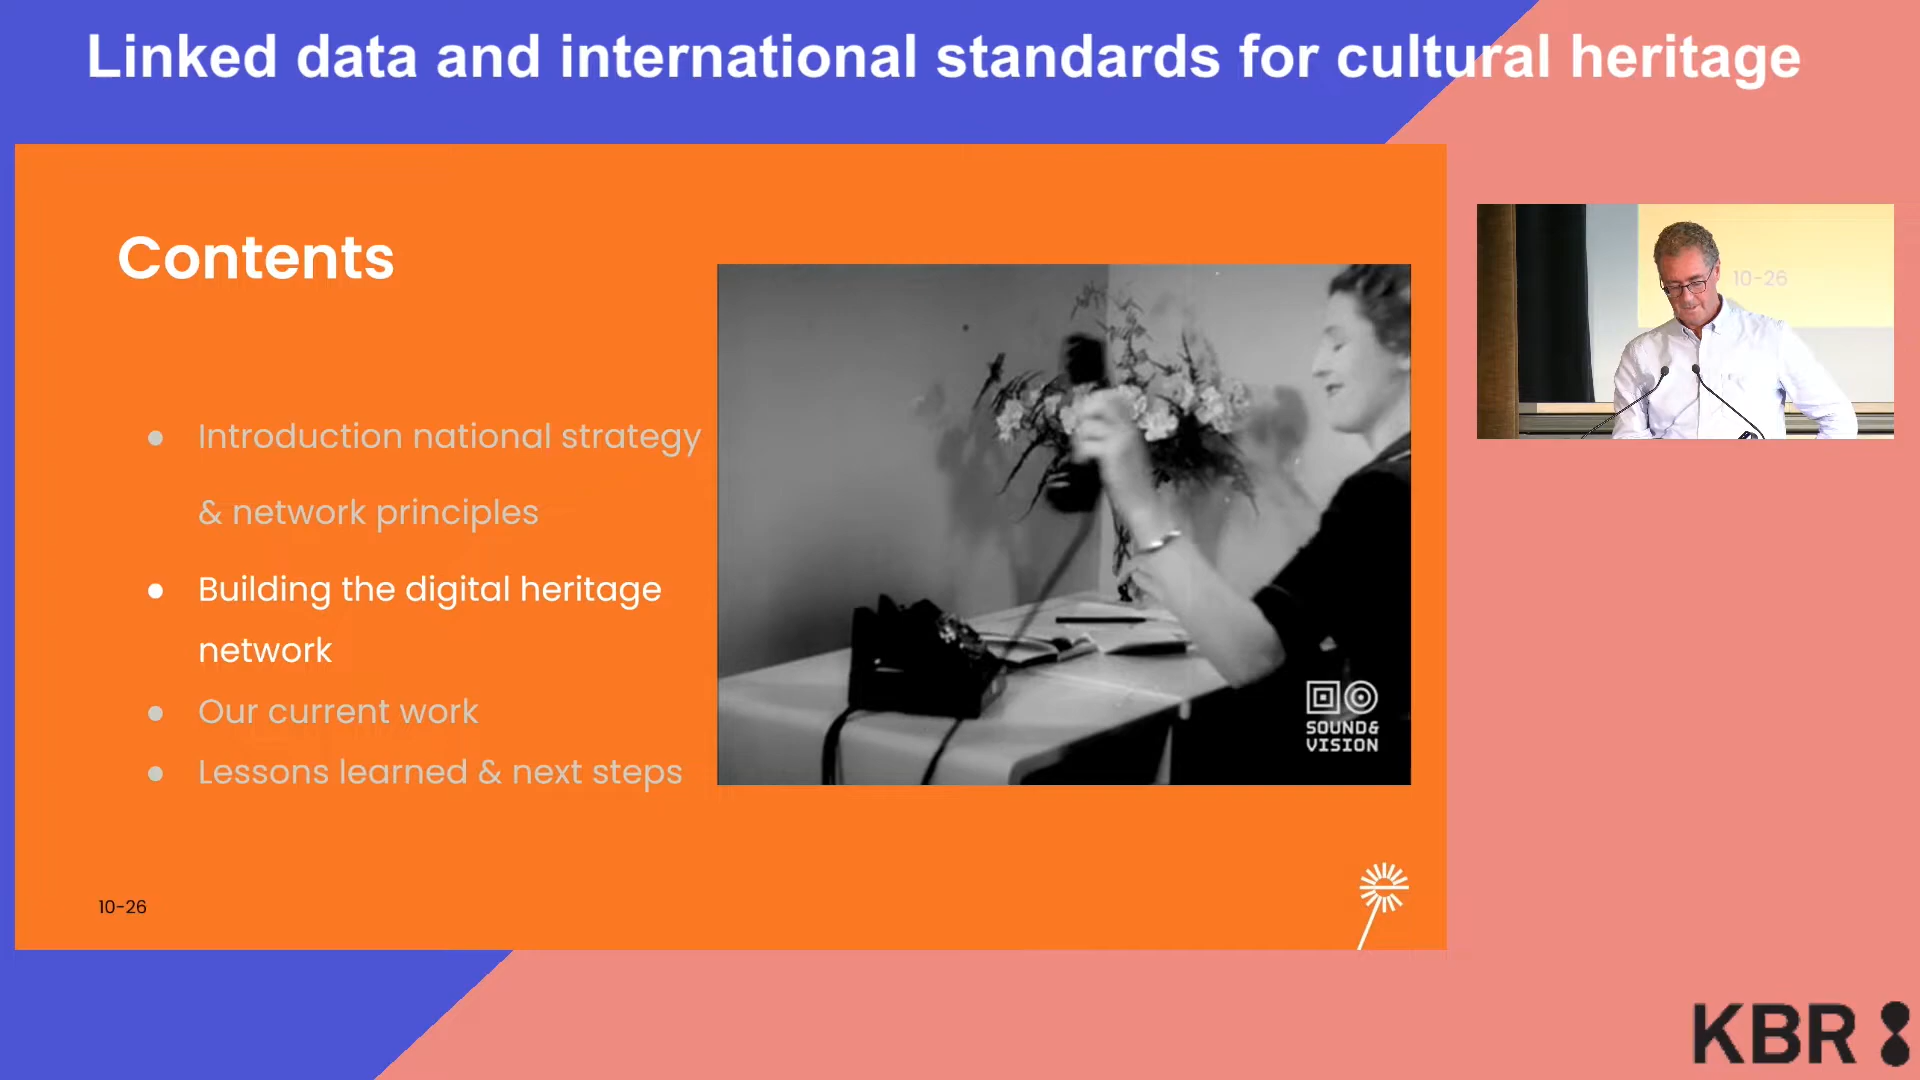 Linked data and international standards for cultural heritage
Contents
● Introduction national strategy
& network principles
● Building the digital heritage
network
● Our current work
● Lessons learned & next steps
SOUND&
VISION
10-26
10-26
KBR